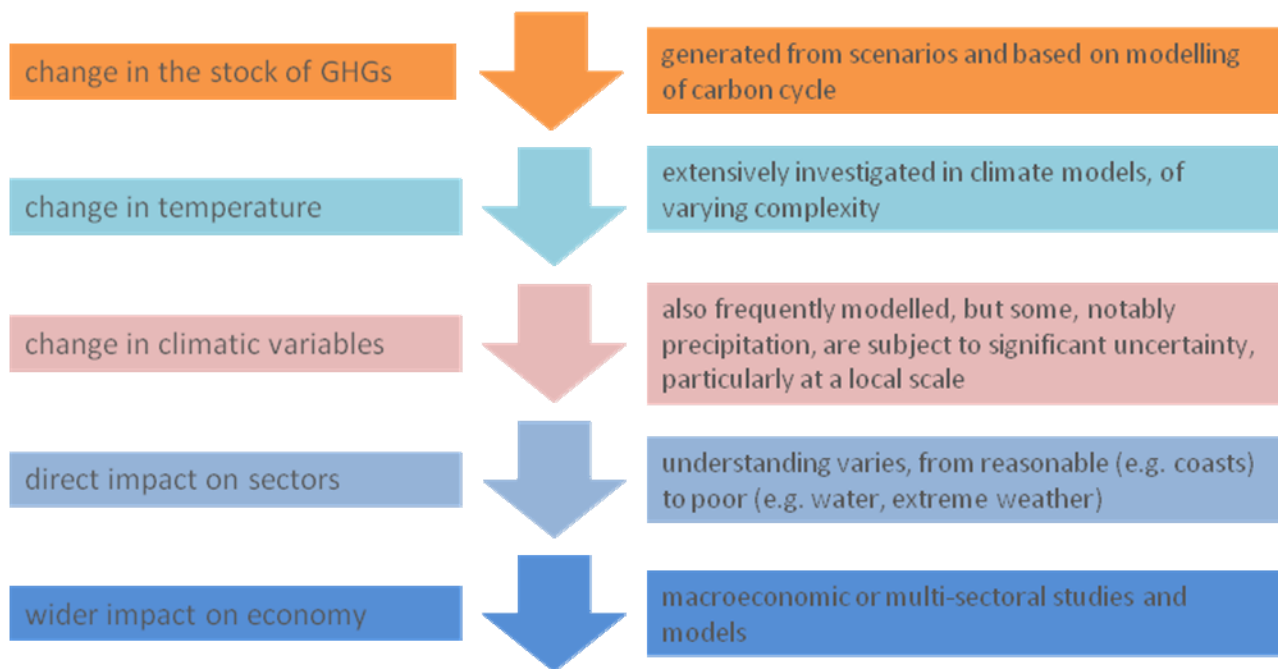 change in the stock of GHGs
generated from scenarios and based on modelling
of carbon cycle
change in temperature
extensively investigated in climate models, of
varying complexity
change in climatic variables
also frequently modelled, but some, notably
precipitation, are subject to significant uncertainty,
particularly at a local scale
direct impact on sectors
understanding varies, from reasonable (e.g. coasts)
to poor (e.g. water, extreme weather)
wider impact on economy
macroeconomic or multi-sectoral studies and
models